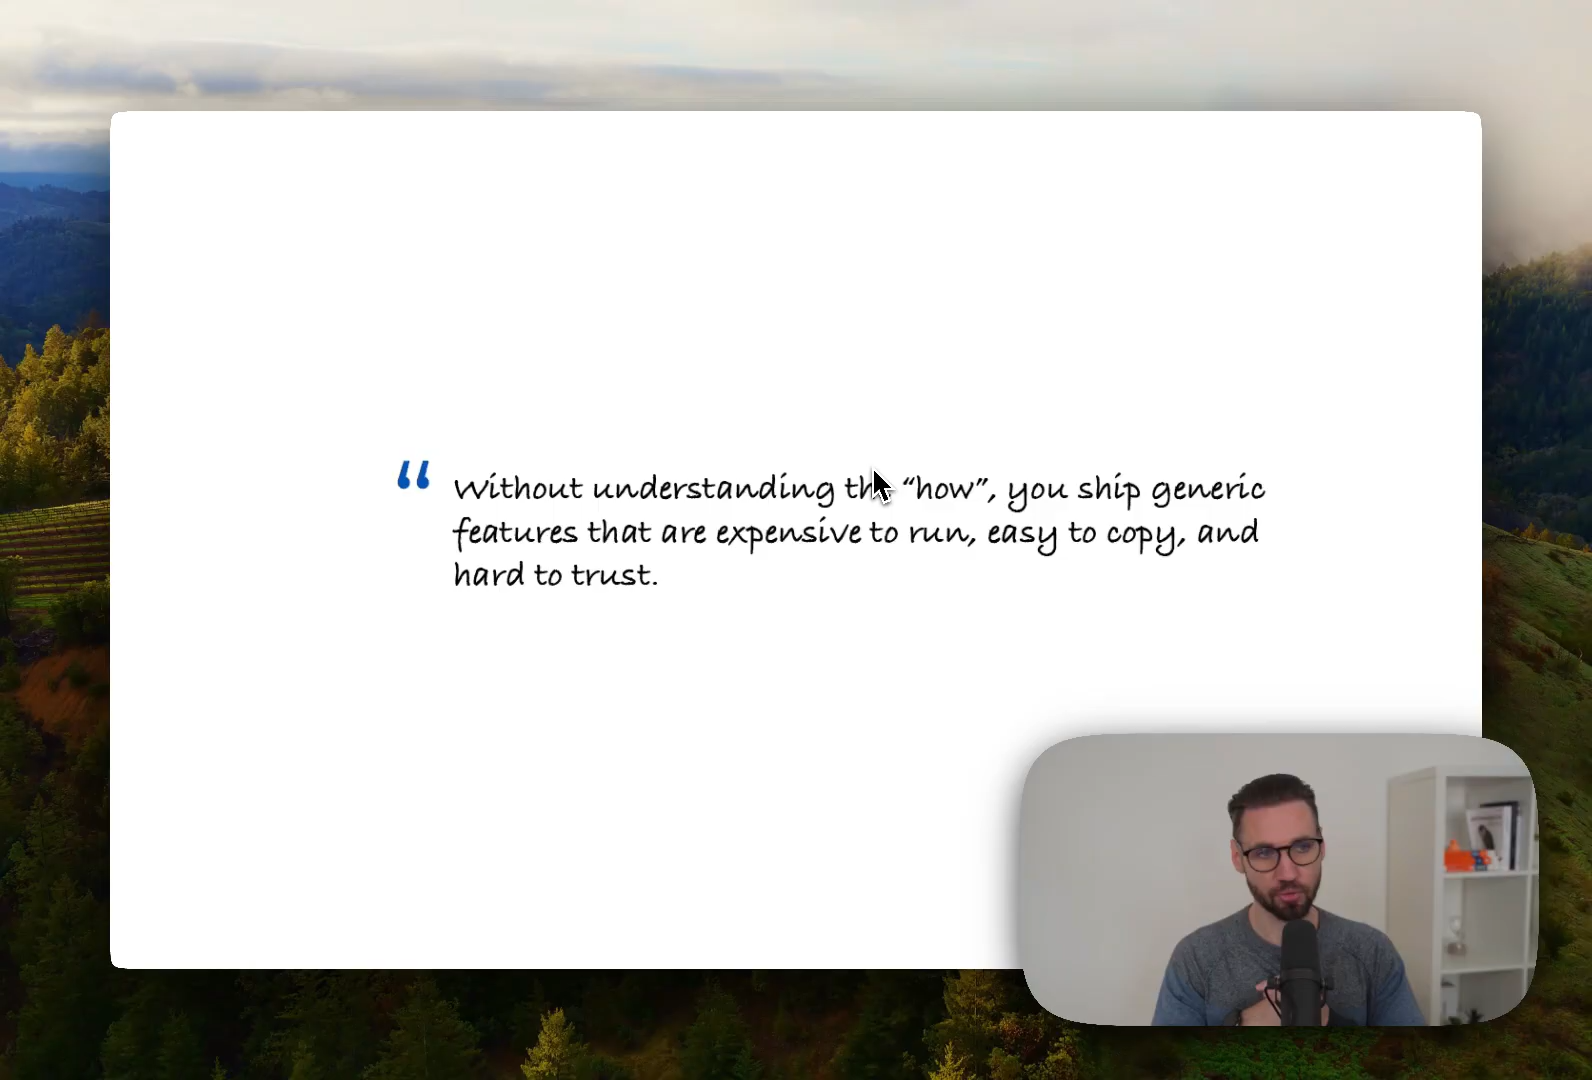 “ Without understanding the “how”, you ship generic
features that are expensive to run, easy to copy, and
hard to trust.